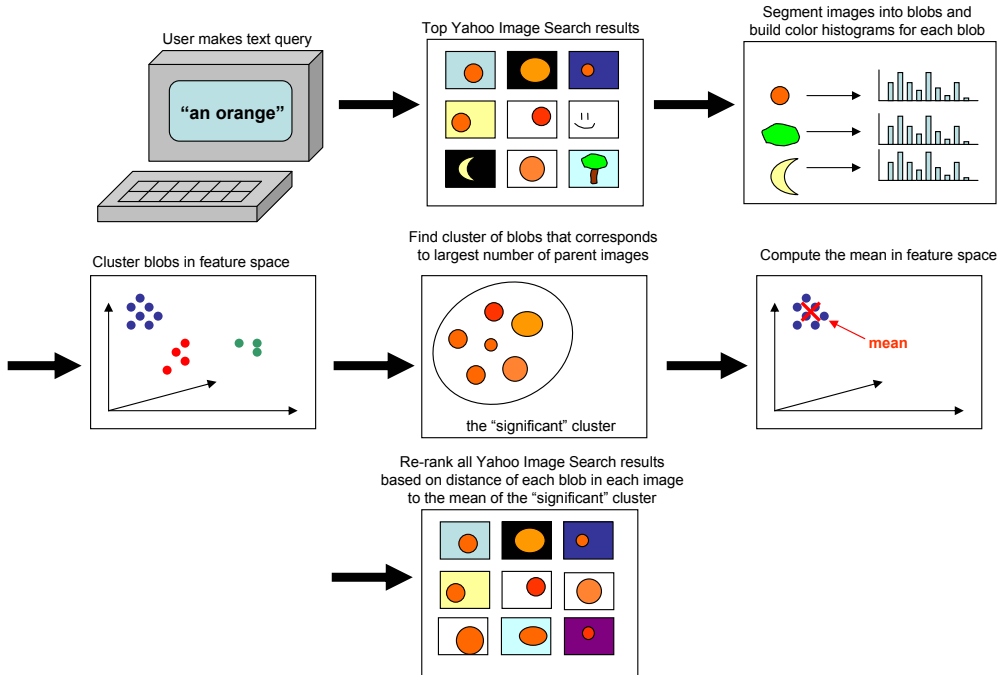 User makes text query
“an orange”
Top Yahoo Image Search results
Segment images into blobs and
build color histograms for each blob
Cluster blobs in feature space
Find cluster of blobs that corresponds
to largest number of parent images
the “significant” cluster
Compute the mean in feature space
mean
Re-rank all Yahoo Image Search results
based on distance of each blob in each image
to the mean of the “significant” cluster